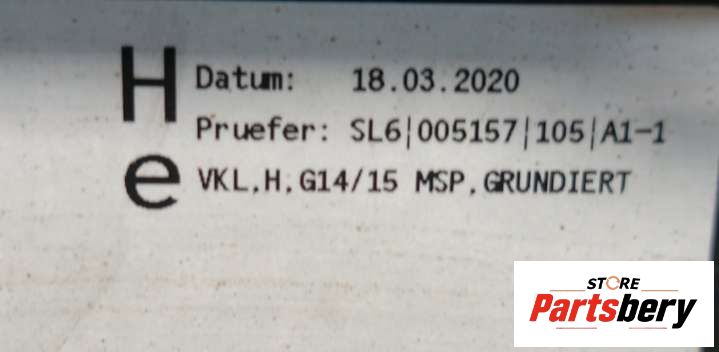 H Datum: 18.03.2020
Pruefer: SL6|005157|105|A1-1
e VKL,H,G14/15 MSP,GRUNDIERT
STORE
Partsbery